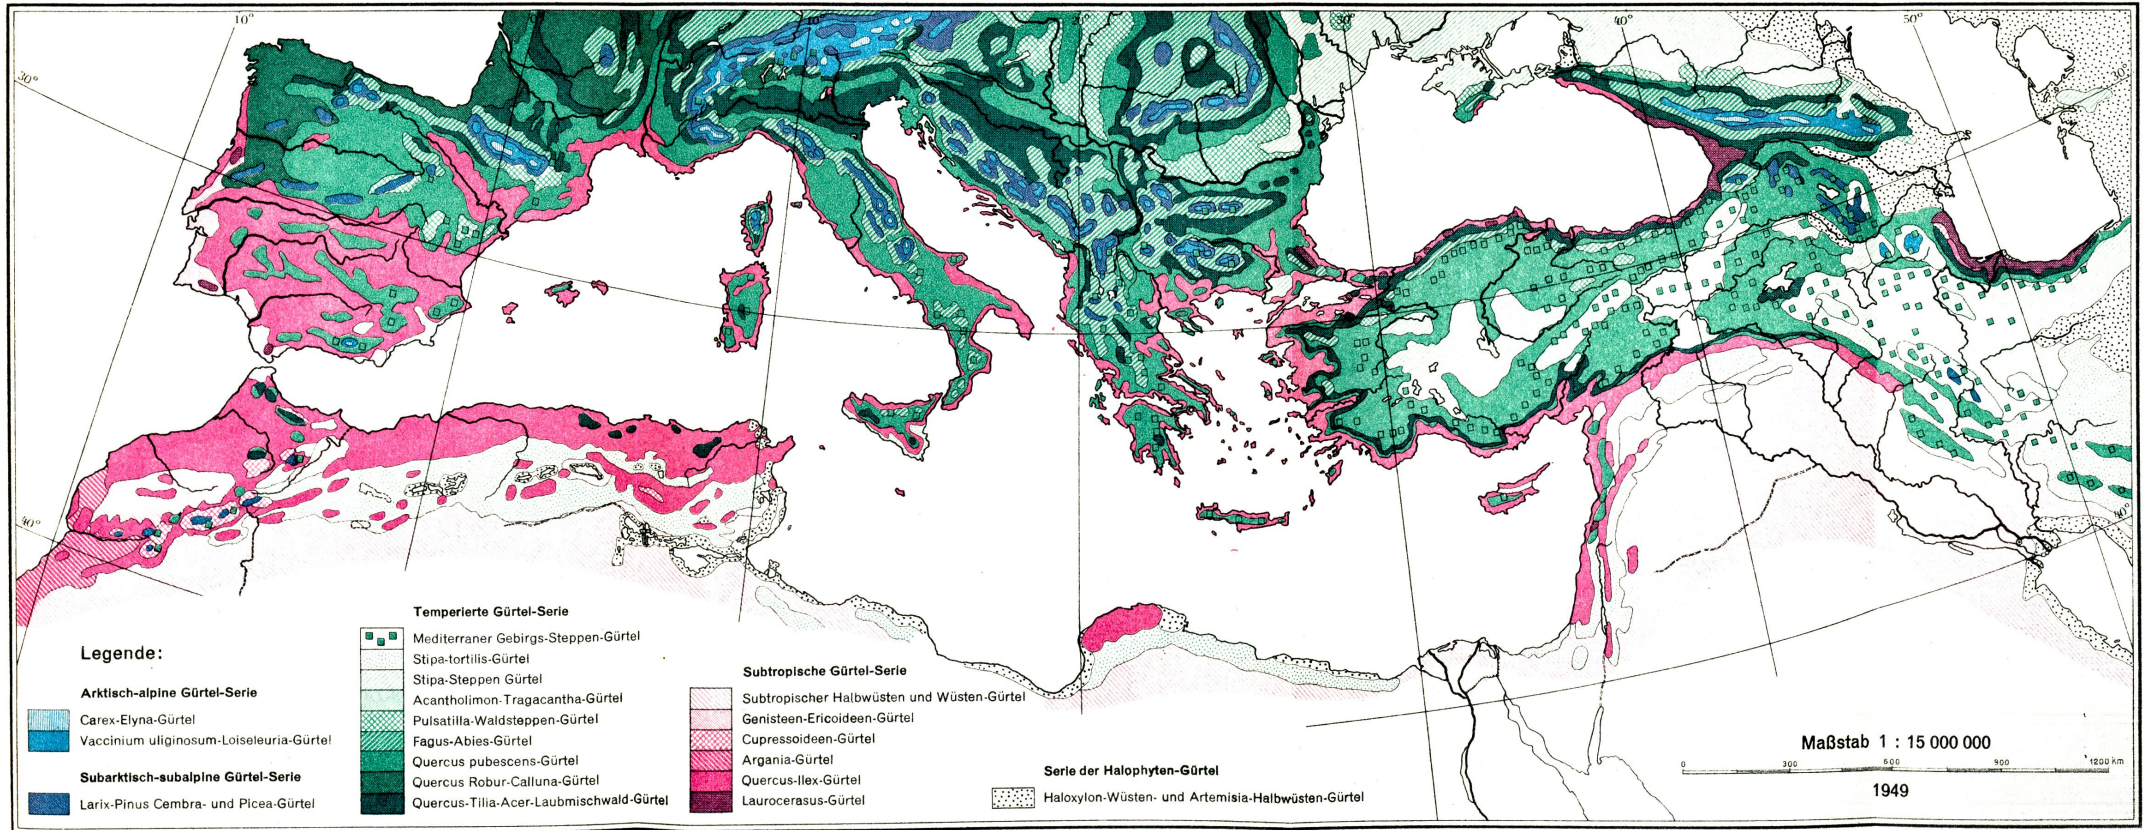 10°
10°
20°
30°
40°
50°
30°
30°
40°
40°
Legende:
Arktisch-alpine Gürtel-Serie
Carex-Elyna-Gürtel
Vaccinium uliginosum-Loiseleuria-Gürtel
Subarktisch-subalpine Gürtel-Serie
Larix-Pinus Cembra- und Picea-Gürtel
Temperierte Gürtel-Serie
Mediterraner Gebirgs-Steppen-Gürtel
Stipa-tortilis-Gürtel
Stipa-Steppen Gürtel
Acantholimon-Tragacantha-Gürtel
Pulsatilla-Waldsteppen-Gürtel
Fagus-Abies-Gürtel
Quercus pubescens-Gürtel
Quercus Robur-Calluna-Gürtel
Quercus-Tilia-Acer-Laubmischwald-Gürtel
Subtropische Gürtel-Serie
Subtropischer Halbwüsten und Wüsten-Gürtel
Genisteen-Ericoideen-Gürtel
Cupressoideen-Gürtel
Argania-Gürtel
Quercus-Ilex-Gürtel
Laurocerasus-Gürtel
Serie der Halophyten-Gürtel
Haloxylon-Wüsten- und Artemisia-Halbwüsten-Gürtel
Maßstab 1 : 15 000 000
0 300 600 900 1200 km
1949